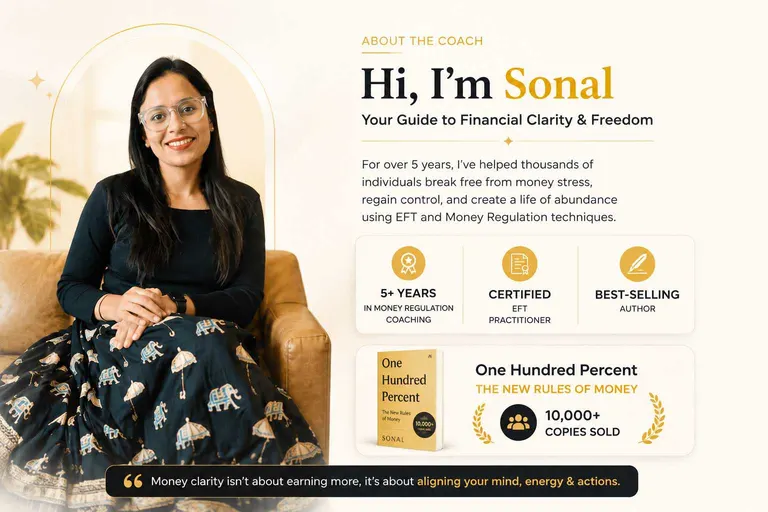 ABOUT THE COACH
Hi, I'm Sonal
Your Guide to Financial Clarity & Freedom
For over 5 years, I've helped thousands of
individuals break free from money stress,
regain control, and create a life of abundance
using EFT and Money Regulation techniques.
5+ YEARS
IN MONEY REGULATION
COACHING
CERTIFIED
EFT
PRACTITIONER
BEST-SELLING
AUTHOR
One
Hundred
Percent
The New Rules
of Money
10,000+
SONAL
One Hundred Percent
THE NEW RULES OF MONEY
10,000+
COPIES SOLD
“ Money clarity isn't about earning more, it's about aligning your mind, energy & actions.